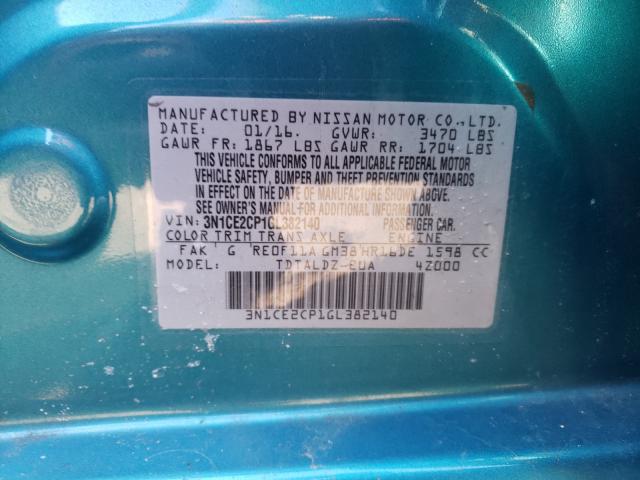 MANUFACTURED BY NISSAN MOTOR CO.,LTD.
DATE: 01/16. GVWR: 3470 LBS
GAWR FR: 1867 LBS GAWR RR: 1704 LBS
THIS VEHICLE CONFORMS TO ALL APPLICABLE FEDERAL MOTOR
VEHICLE SAFETY, BUMPER AND THEFT PREVENTION STANDARDS
IN EFFECT ON THE DATE OF MANUFACTURE SHOWN ABOVE.
SEE OWNER'S MANUAL FOR ADDITIONAL INFORMATION.
VIN: 3N1CE2CP1GL382140 PASSENGER CAR.
COLOR TRIM TRANS AXLE ENGINE
FAK G RE0F11A GM38 HR16DE 1598 CC
MODEL: TDTALDZ-EUA 4Z000
3N1CE2CP1GL382140